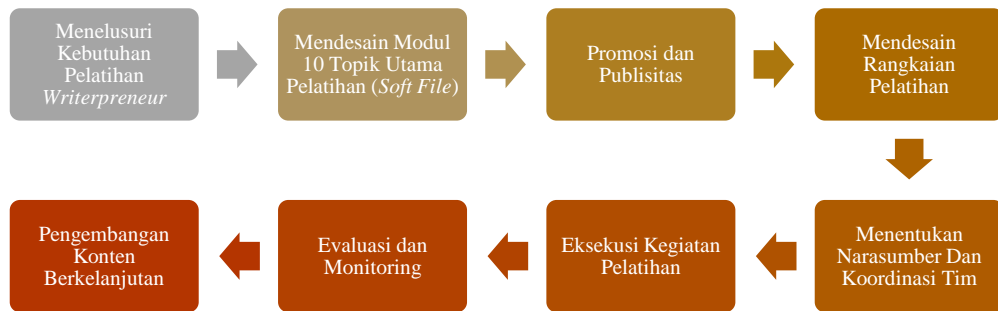 Menelusuri
Kebutuhan
Pelatihan
Writerpreneur
Mendesain Modul
10 Topik Utama
Pelatihan (Soft File)
Promosi dan
Publisitas
Mendesain
Rangkaian
Pelatihan
Menentukan
Narasumber Dan
Koordinasi Tim
Eksekusi Kegiatan
Pelatihan
Evaluasi dan
Monitoring
Pengembangan
Konten
Berkelanjutan